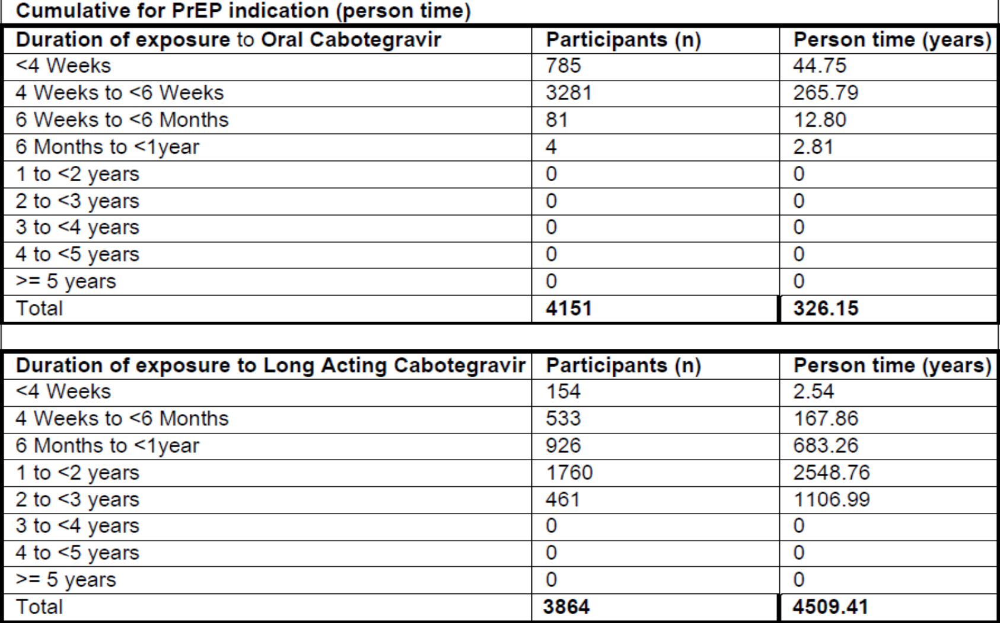 Cumulative for PrEP indication (person time)
Duration of exposure to Oral Cabotegravir Participants (n) Person time (years)
<4 Weeks 785 44.75
4 Weeks to <6 Weeks 3281 265.79
6 Weeks to <6 Months 81 12.80
6 Months to <1year 4 2.81
1 to <2 years 0 0
2 to <3 years 0 0
3 to <4 years 0 0
4 to <5 years 0 0
>= 5 years 0 0
Total 4151 326.15
Duration of exposure to Long Acting Cabotegravir Participants (n) Person time (years)
<4 Weeks 154 2.54
4 Weeks to <6 Months 533 167.86
6 Months to <1year 926 683.26
1 to <2 years 1760 2548.76
2 to <3 years 461 1106.99
3 to <4 years 0 0
4 to <5 years 0 0
>= 5 years 0 0
Total 3864 4509.41